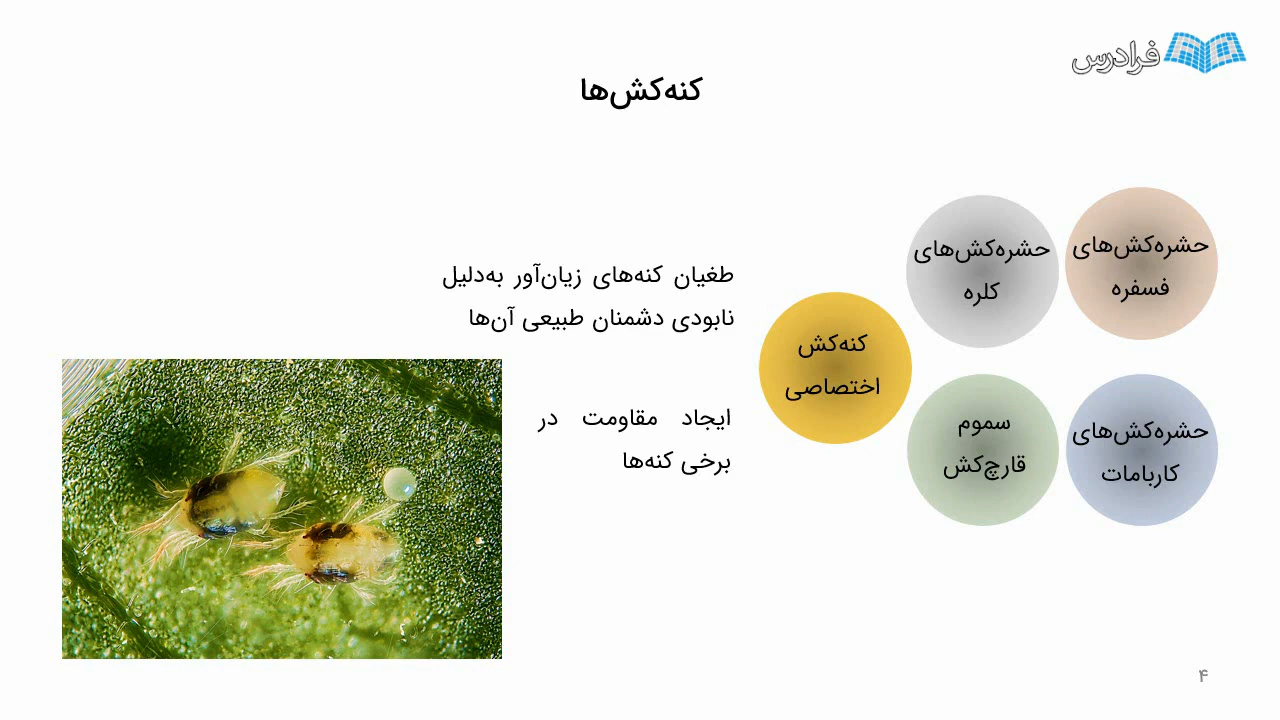 فرادرس
کنه‌کش‌ها
حشره‌کش‌های
فسفره
حشره‌کش‌های
کلره
حشره‌کش‌های
کاربامات
سموم
قارچ‌کش
کنه‌کش
اختصاصی
طغیان کنه‌های زیان‌آور به‌دلیل
نابودی دشمنان طبیعی آن‌ها
ایجاد مقاومت در
برخی کنه‌ها
۴